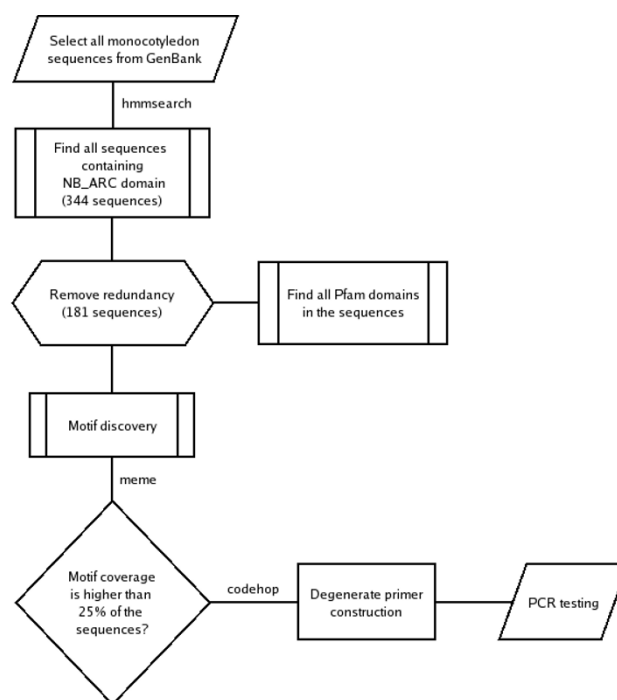 Select all monocotyledon
sequences from GenBank
hmmsearch
Find all sequences
containing
NB_ARC domain
(344 sequences)
Remove redundancy
(181 sequences)
Find all Pfam domains
in the sequences
Motif discovery
meme
Motif coverage
is higher than
25% of the
sequences?
codehop
Degenerate primer
construction
PCR testing